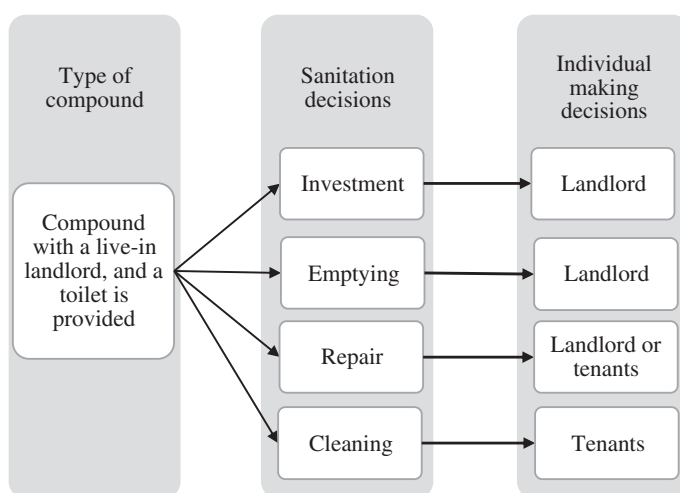 Type of
compound
Sanitation
decisions
Individual
making
decisions
Compound
with a live-in
landlord, and a
toilet is
provided
Investment
Landlord
Emptying
Landlord
Repair
Landlord or
tenants
Cleaning
Tenants